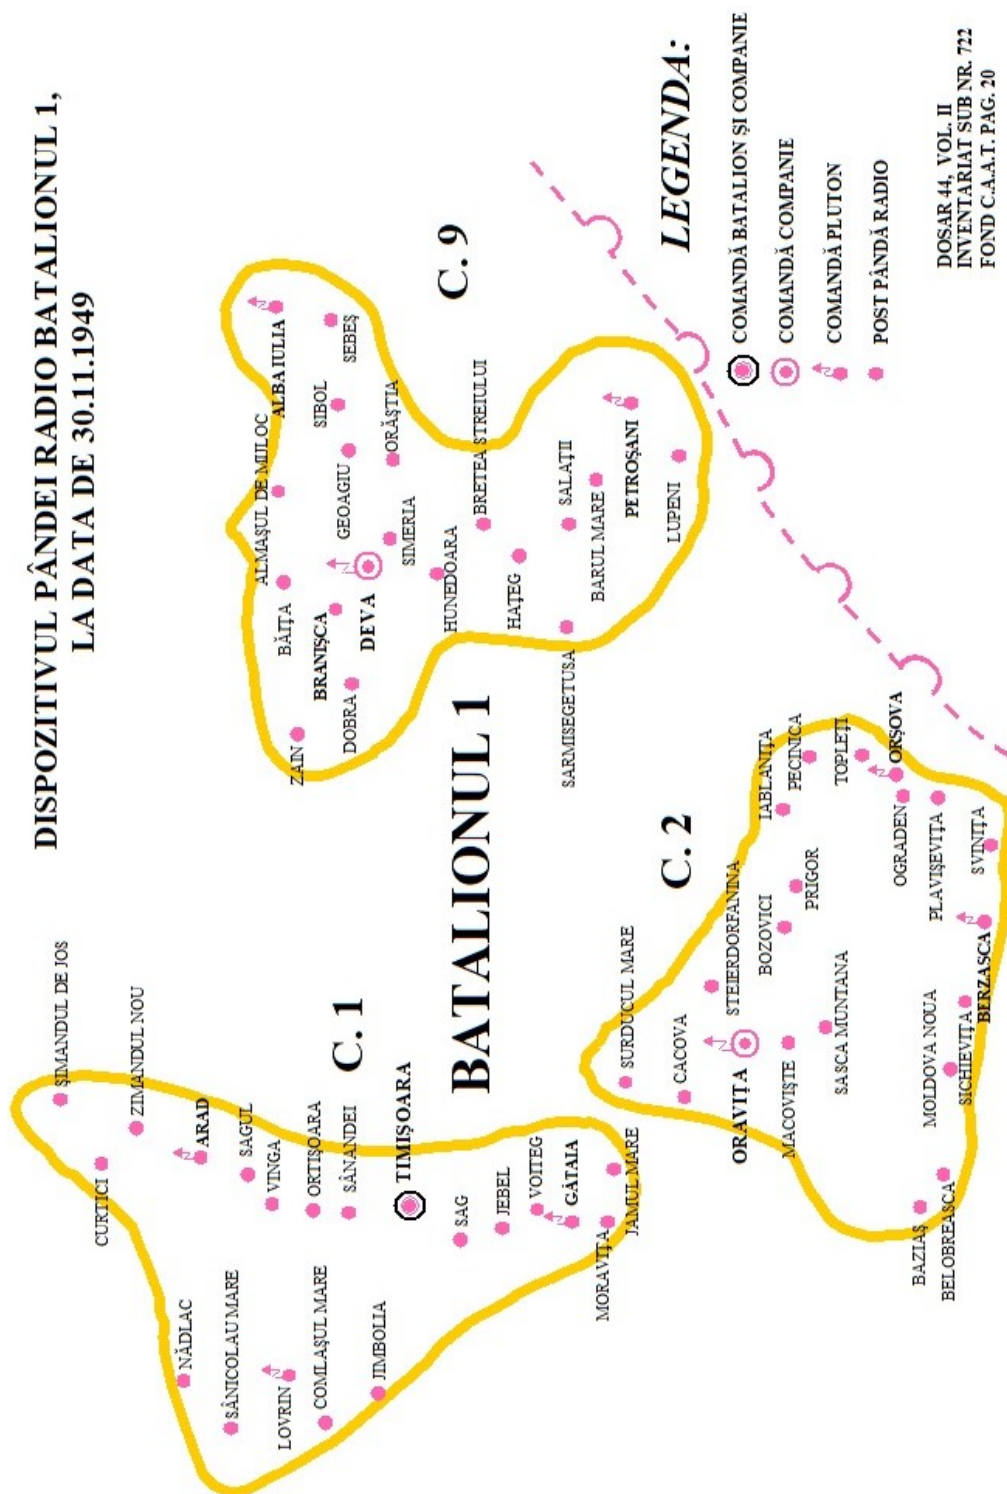 DISPOZITIVUL PÂNDEI RADIO BATALIONUL 1,
LA DATA DE 30.11.1949
ȘIMANDUL DE JOS
ZIMANDUL NOU
CURTICI
ARAD
SAGUL
VINGA
ORTIȘOARA
SÂNANDEI
TIMIȘOARA
NĂDLAC
SÂNICOLAU MARE
LOVRIN
COMLAȘUL MARE
JIMBOLIA
SAG
JEBEL
VOITEG
GĂTAIA
MORAVIȚA
JAMUL MARE
C. 1
BATALIONUL 1
ZAIN
BĂIȚA
ALMAȘUL DE MIJLOC
ALBA IULIA
SEBEȘ
SIBOL
GEOAGIU
ORĂȘTIA
BRANIȘCA
DEVA
DOBRA
SIMERIA
HUNEDOARA
BRETEA STREIULUI
HAȚEG
SALAȚII
SARMISEGETUSA
BARUL MARE
PETROȘANI
LUPENI
C. 9
C. 2
SURDUCUL MARE
CACOVA
ORAVITA
STEIERDORFANINA
MACOVIȘTE
SASCA MUNTANA
BOZOVICI
PRIGOR
IABLANIȚA
PECINICA
TOPLEȚI
ORȘOVA
OGRADEN
PLAVIȘEVIȚA
SVINIȚA
BERZASCA
SICHIEVIȚA
MOLDOVA NOUA
BAZIAȘ
BELOBREASCA
LEGENDA:
COMANDĂ BATALION ȘI COMPANIE
COMANDĂ COMPANIE
COMANDĂ PLUTON
POST PÂNDĂ RADIO
DOSAR 44, VOL. II
INVENTARIAT SUB NR. 722
FOND C.A.A.T. PAG. 20